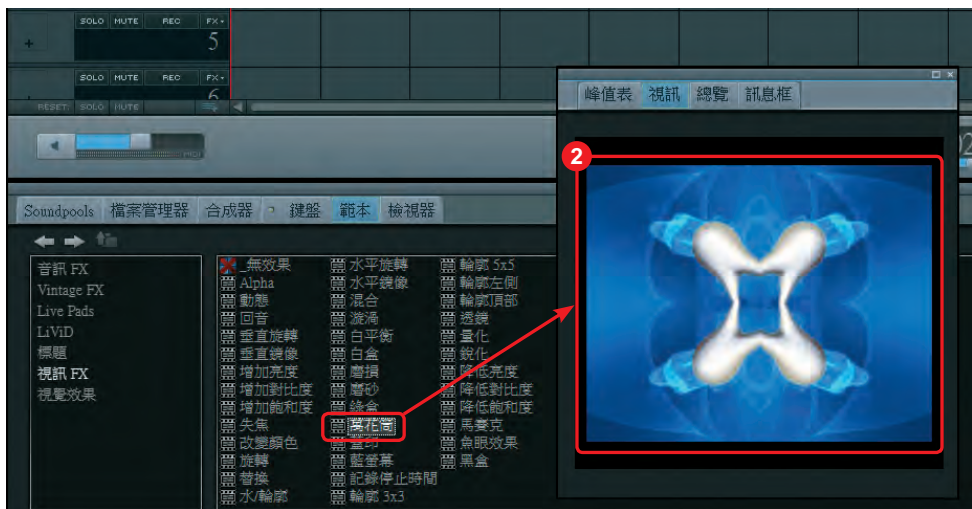 SOLO MUTE REC FX
5
SOLO MUTE REC FX
6
RESET: SOLO MUTE
峰值表 視訊 總覽 訊息框
2
Soundpools 檔案管理器 合成器 鍵盤 範本 檢視器
音訊 FX
Vintage FX
Live Pads
LiViD
標題
視訊 FX
視覺效果
_無效果
Alpha
動態
回音
垂直旋轉
垂直鏡像
增加亮度
增加對比度
增加飽和度
失焦
改變顏色
旋轉
替換
水/輪廓
水平旋轉
水平鏡像
混合
漩渦
白平衡
白盒
磨損
磨砂
綠盒
萬花筒
蓋印
藍螢幕
記錄停止時間
輪廓 3x3
輪廓 5x5
輪廓左側
輪廓頂部
透鏡
量化
銳化
降低亮度
降低對比度
降低飽和度
馬賽克
魚眼效果
黑盒